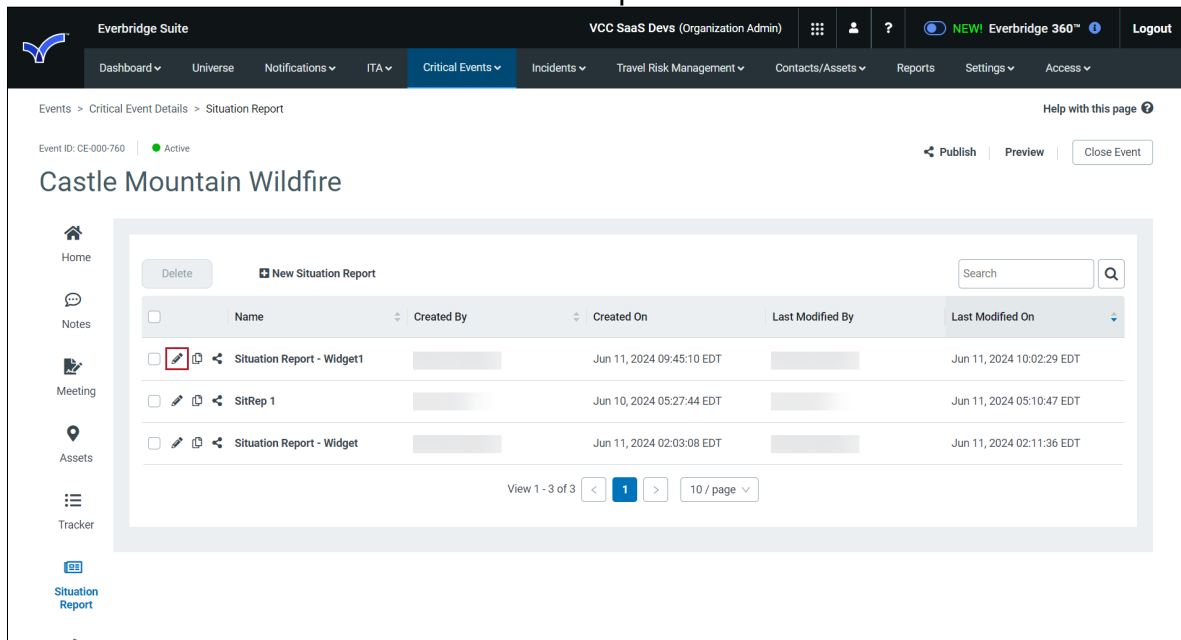 Everbridge Suite
VCC SaaS Devs (Organization Admin)
?
NEW! Everbridge 360™
Logout
Dashboard
Universe
Notifications
ITA
Critical Events
Incidents
Travel Risk Management
Contacts/Assets
Reports
Settings
Access
Events > Critical Event Details > Situation Report
Help with this page
Event ID: CE-000-760
Active
Publish
Preview
Close Event
Castle Mountain Wildfire
Home
Notes
Meeting
Assets
Tracker
Situation
Report
Delete
New Situation Report
Search
Name
Created By
Created On
Last Modified By
Last Modified On
Situation Report - Widget1
Jun 11, 2024 09:45:10 EDT
Jun 11, 2024 10:02:29 EDT
SitRep 1
Jun 10, 2024 05:27:44 EDT
Jun 11, 2024 05:10:47 EDT
Situation Report - Widget
Jun 11, 2024 02:03:08 EDT
Jun 11, 2024 02:11:36 EDT
View 1 - 3 of 3
<
1
>
10 / page